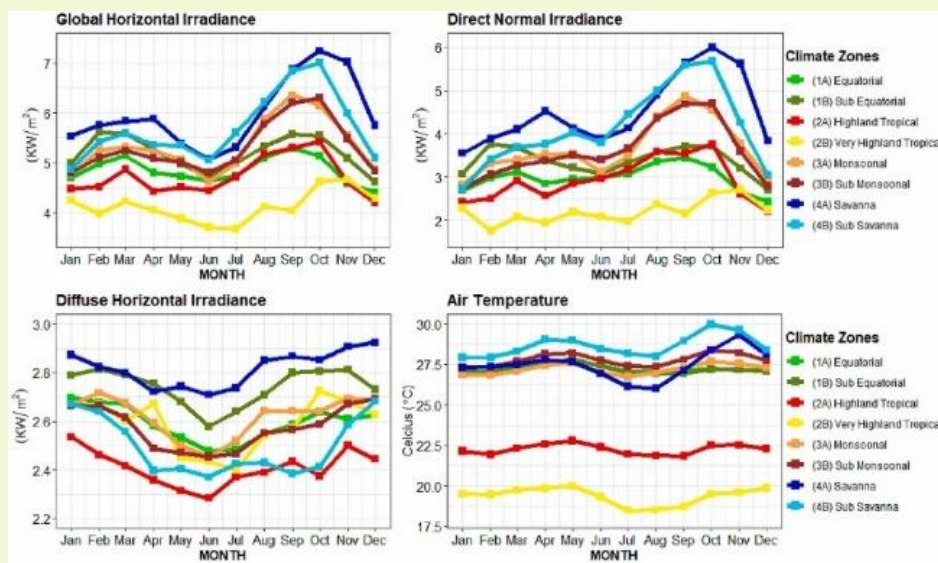 Global Horizontal Irradiance
(KW/m²)
7
6
5
4
Jan Feb Mar Apr May Jun Jul Aug Sep Oct Nov Dec
MONTH
Direct Normal Irradiance
(KW/m²)
6
5
4
3
2
Jan Feb Mar Apr May Jun Jul Aug Sep Oct Nov Dec
MONTH
Climate Zones
(1A) Equatorial
(1B) Sub Equatorial
(2A) Highland Tropical
(2B) Very Highland Tropical
(3A) Monsoonal
(3B) Sub Monsoonal
(4A) Savanna
(4B) Sub Savanna
Diffuse Horizontal Irradiance
(KW/m²)
3.0
2.8
2.6
2.4
2.2
Jan Feb Mar Apr May Jun Jul Aug Sep Oct Nov Dec
MONTH
Air Temperature
Celcius (°C)
30.0
27.5
25.0
22.5
20.0
17.5
Jan Feb Mar Apr May Jun Jul Aug Sep Oct Nov Dec
MONTH
Climate Zones
(1A) Equatorial
(1B) Sub Equatorial
(2A) Highland Tropical
(2B) Very Highland Tropical
(3A) Monsoonal
(3B) Sub Monsoonal
(4A) Savanna
(4B) Sub Savanna